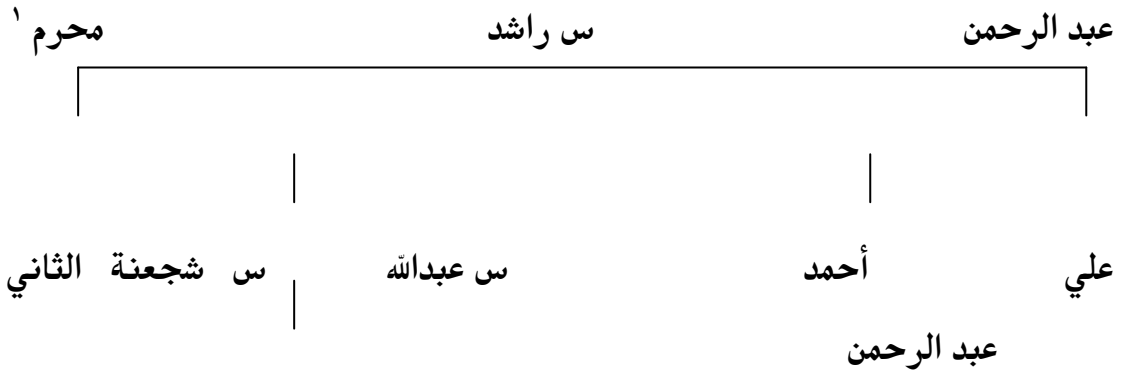 عبد الرحمن س راشد محرم ١
علي أحمد س عبدالله س شجعنة الثاني
عبد الرحمن